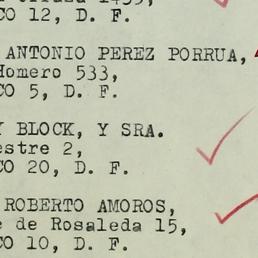 CO 12, D. F.
ANTONIO PEREZ PORRUA,
Homero 533,
CO 5, D. F.
Y BLOCK, Y SRA.
estre 2,
CO 20, D. F.
ROBERTO AMOROS,
e de Rosaleda 15,
CO 10, D. F.